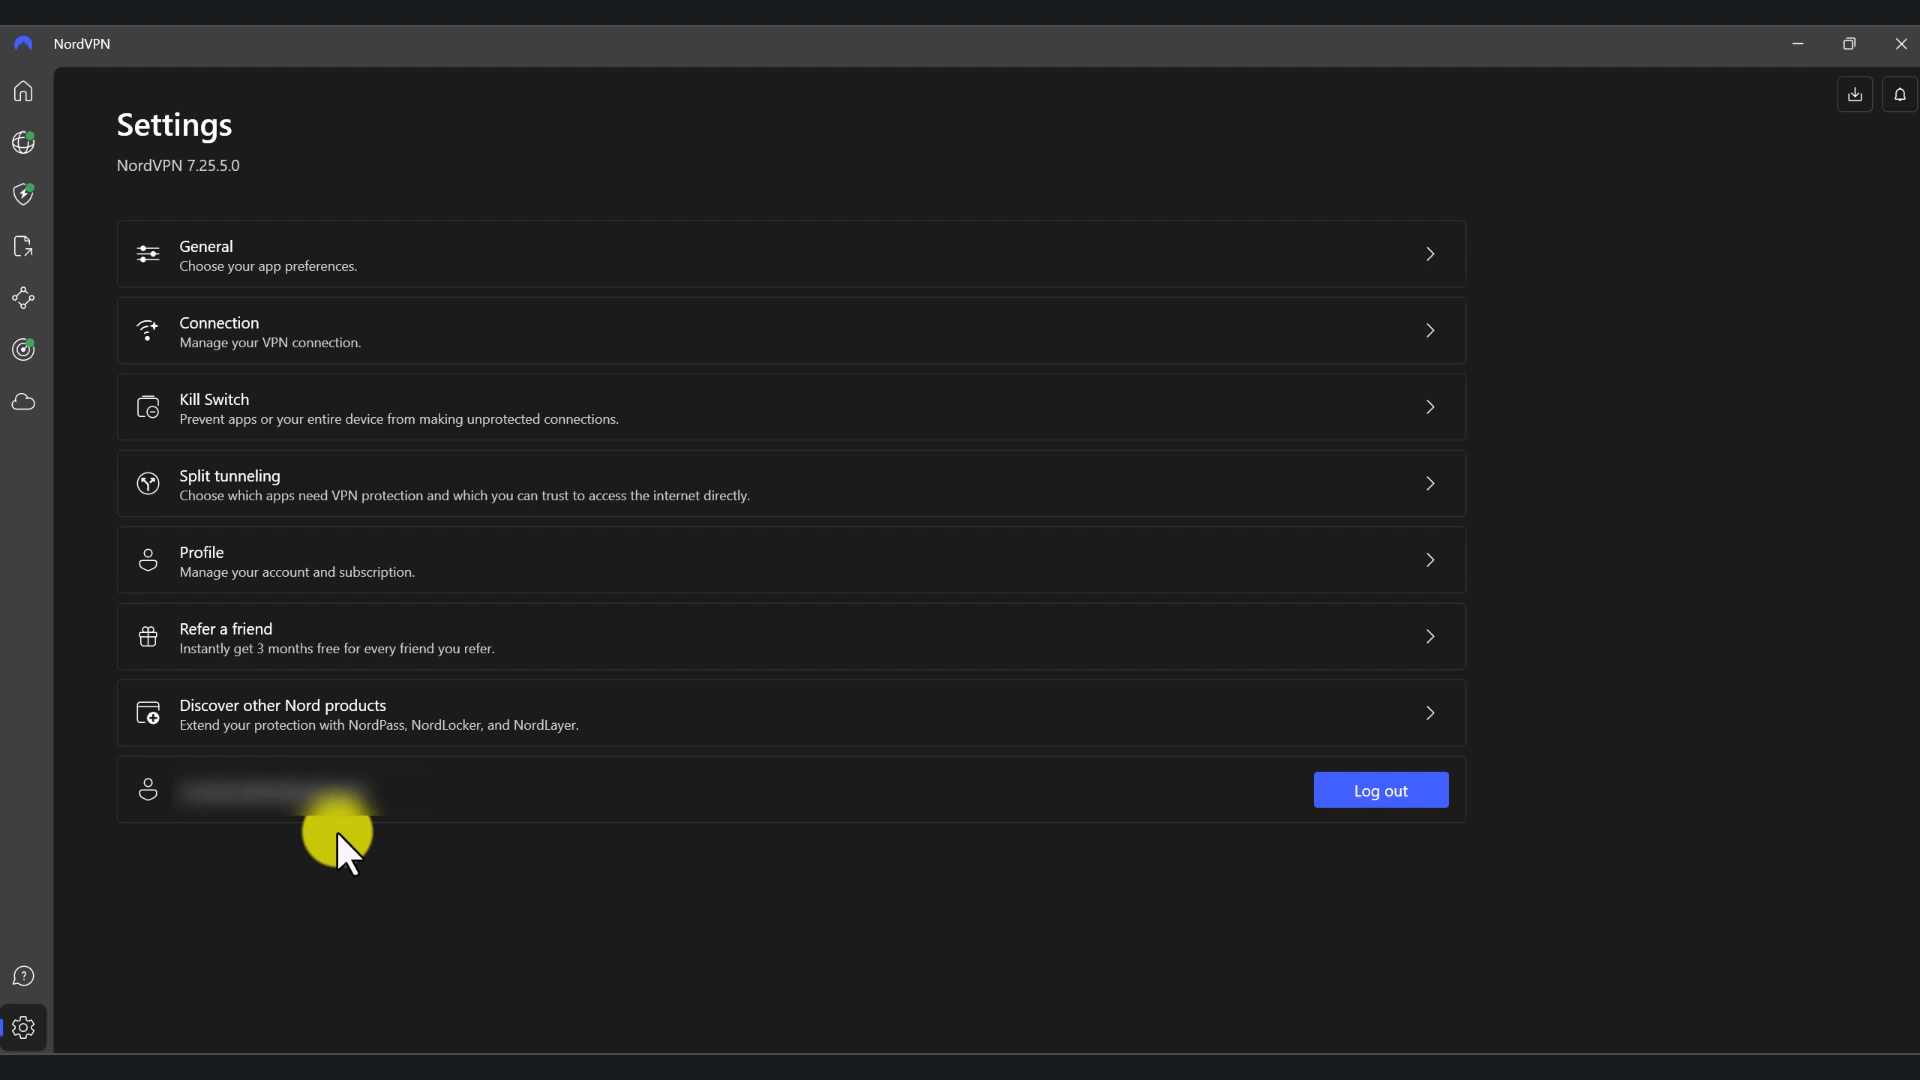 NordVPN
Settings
NordVPN 7.25.5.0
General
Choose your app preferences.
Connection
Manage your VPN connection.
Kill Switch
Prevent apps or your entire device from making unprotected connections.
Split tunneling
Choose which apps need VPN protection and which you can trust to access the internet directly.
Profile
Manage your account and subscription.
Refer a friend
Instantly get 3 months free for every friend you refer.
Discover other Nord products
Extend your protection with NordPass, NordLocker, and NordLayer.
Log out